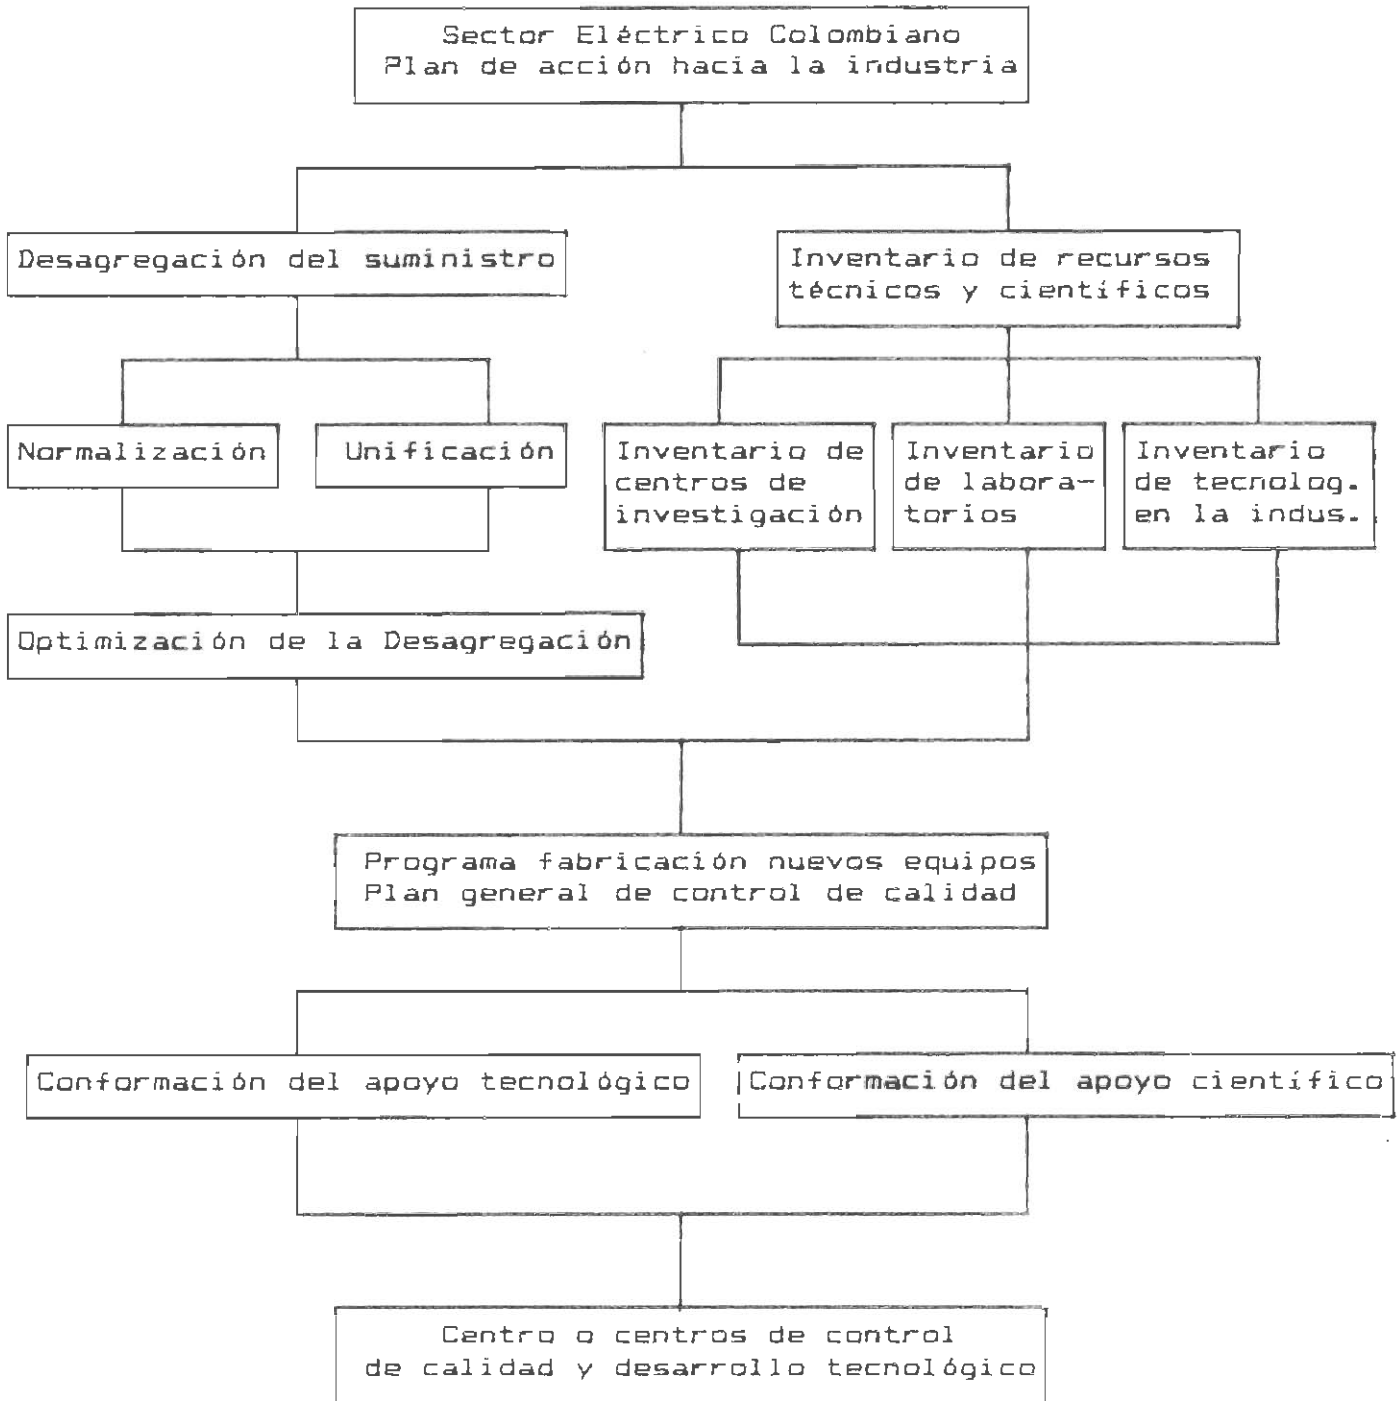 Sector Eléctrico Colombiano
Plan de acción hacia la industria
Desagregación del suministro
Inventario de recursos
técnicos y científicos
Normalización
Unificación
Inventario de
centros de
investigación
Inventario
de labora-
torios
Inventario
de tecnolog.
en la indus.
Optimización de la Desagregación
Programa fabricación nuevos equipos
Plan general de control de calidad
Conformación del apoyo tecnológico
Conformación del apoyo científico
Centro o centros de control
de calidad y desarrollo tecnológico